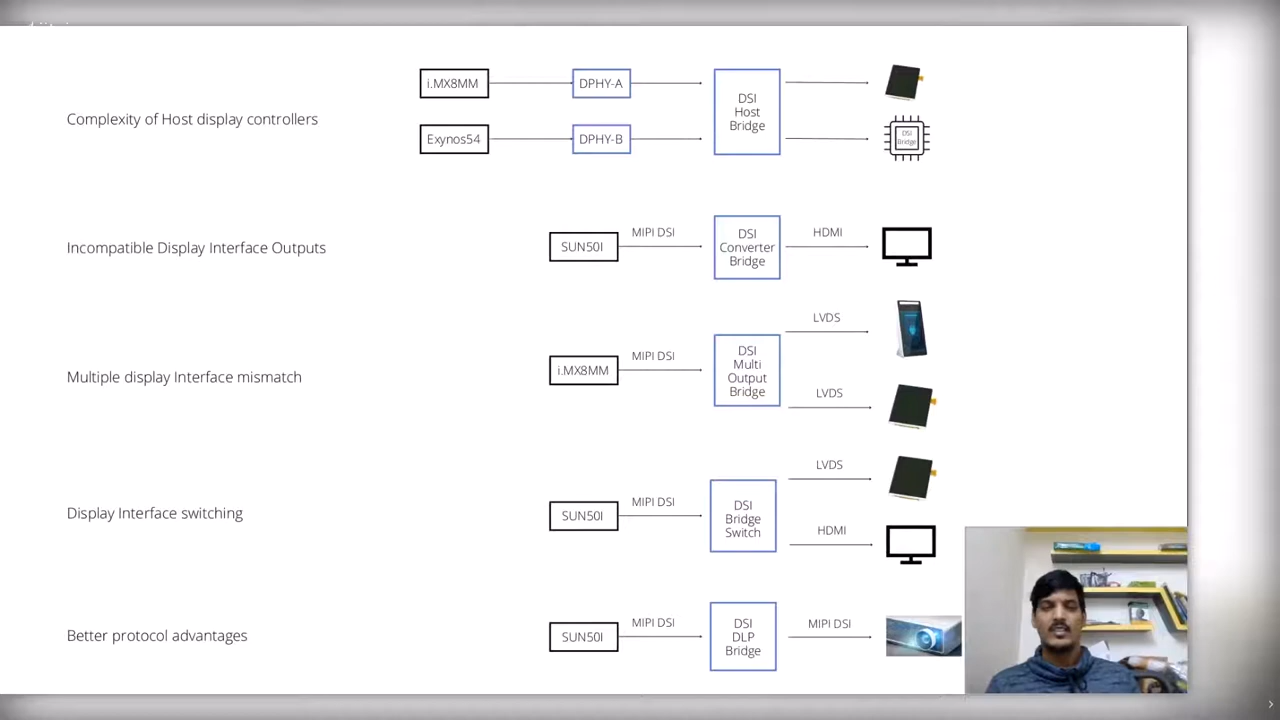 Complexity of Host display controllers
i.MX8MM
DPHY-A
Exynos54
DPHY-B
DSI
Host
Bridge
DSI
Bridge
Incompatible Display Interface Outputs
SUN50I
MIPI DSI
DSI
Converter
Bridge
HDMI
Multiple display Interface mismatch
i.MX8MM
MIPI DSI
DSI
Multi
Output
Bridge
LVDS
LVDS
Display Interface switching
SUN50I
MIPI DSI
DSI
Bridge
Switch
LVDS
HDMI
Better protocol advantages
SUN50I
MIPI DSI
DSI
DLP
Bridge
MIPI DSI